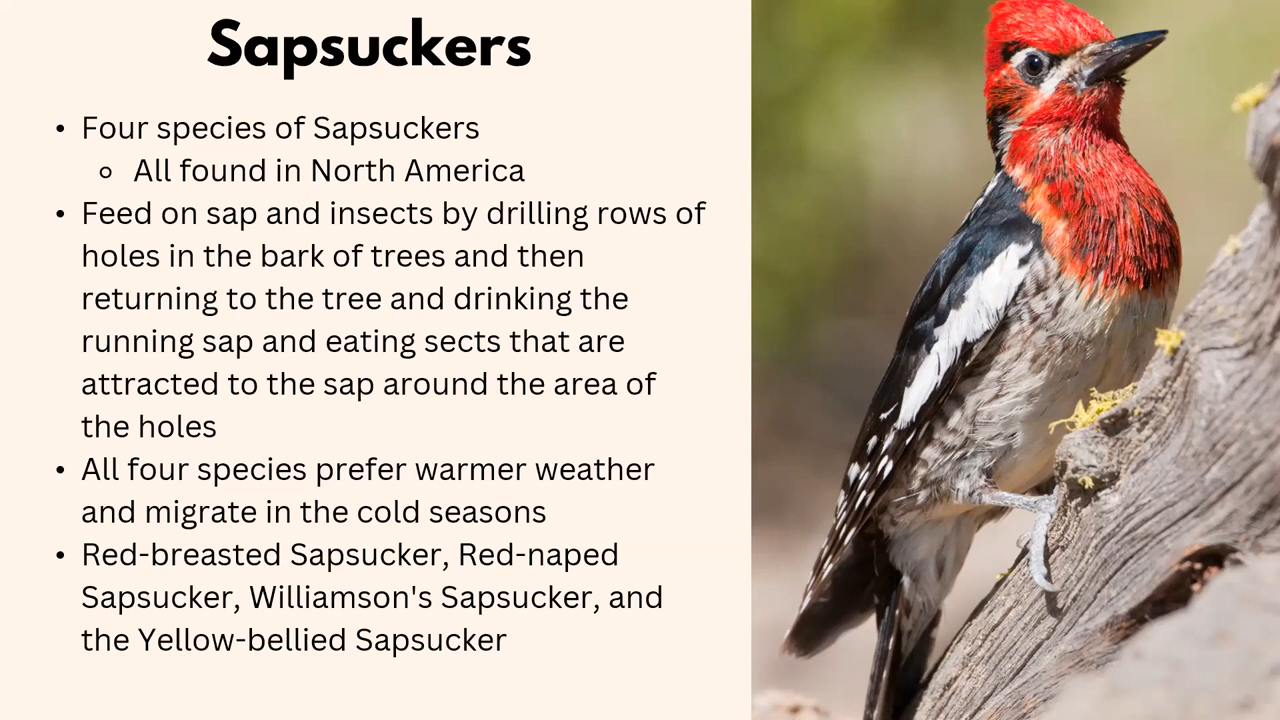 Sapsuckers
• Four species of Sapsuckers
◦ All found in North America
• Feed on sap and insects by drilling rows of
holes in the bark of trees and then
returning to the tree and drinking the
running sap and eating sects that are
attracted to the sap around the area of
the holes
• All four species prefer warmer weather
and migrate in the cold seasons
• Red-breasted Sapsucker, Red-naped
Sapsucker, Williamson's Sapsucker, and
the Yellow-bellied Sapsucker